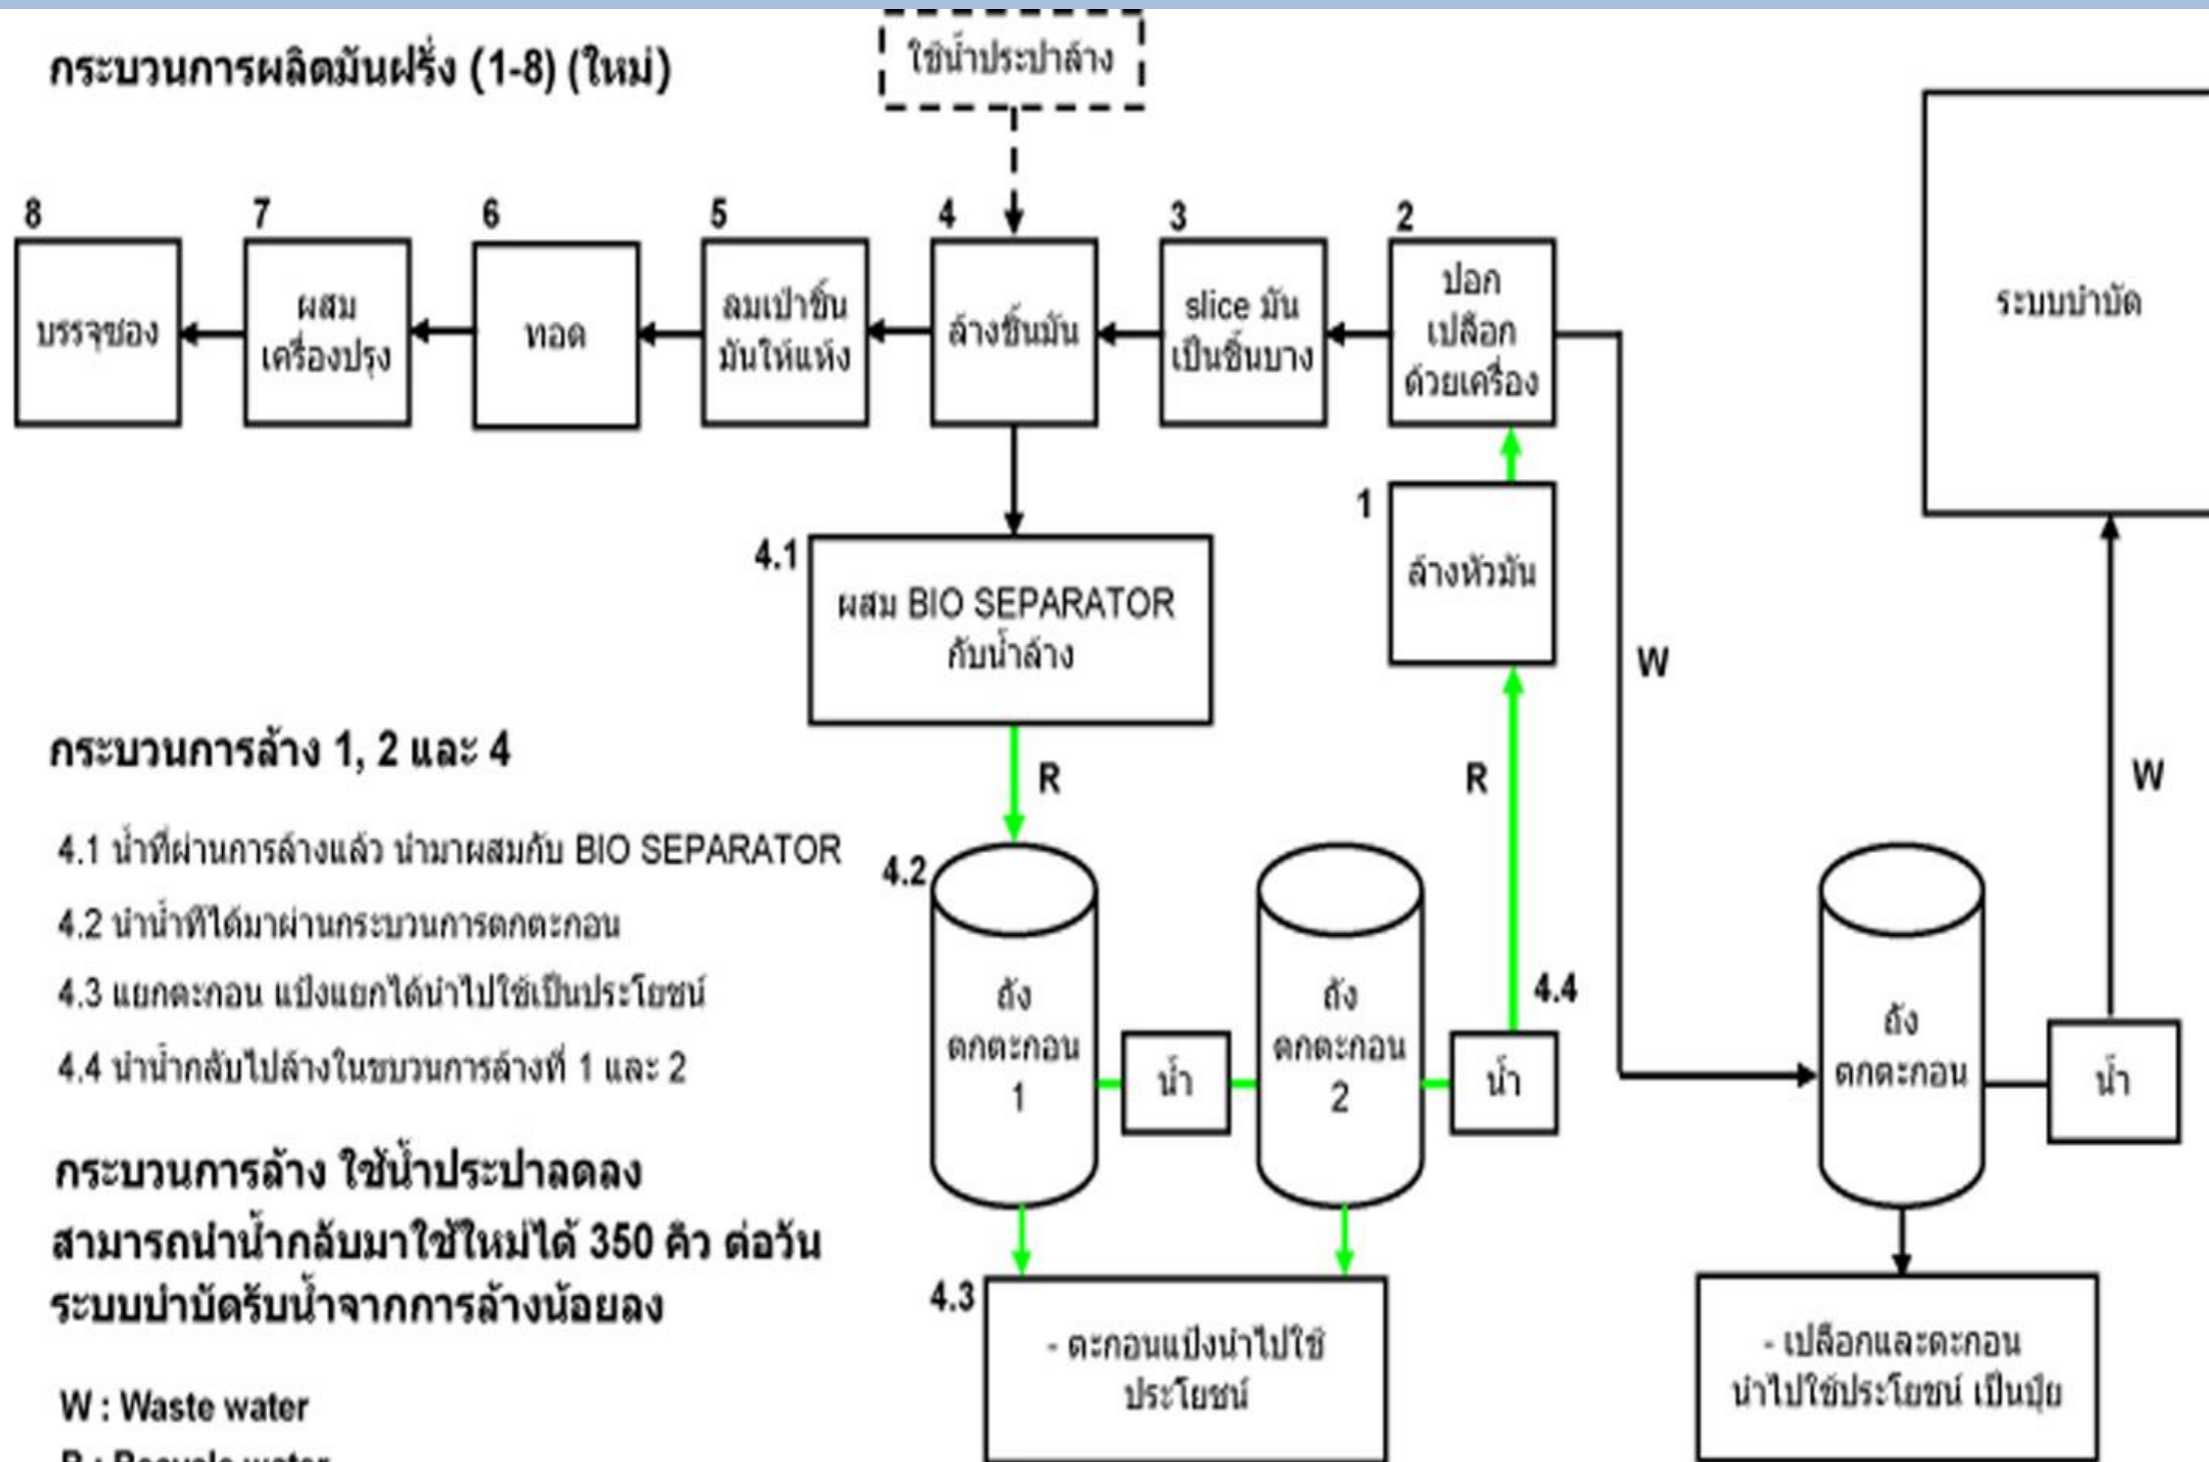 กระบวนการผลิตมันฝรั่ง (1-8) (ใหม่)
ใช้น้ำประปาล้าง
8
7
6
5
4
3
2
บรรจุซอง
ผสม
เครื่องปรุง
ทอด
ลมเป่าชิ้น
มันให้แห้ง
ล้างชิ้นมัน
slice มัน
เป็นชิ้นบาง
ปอก
เปลือก
ด้วยเครื่อง
ระบบบำบัด
1
ล้างหัวมัน
4.1
ผสม BIO SEPARATOR
กับน้ำล้าง
W
W
R
R
กระบวนการล้าง 1, 2 และ 4
4.1 น้ำที่ผ่านการล้างแล้ว นำมาผสมกับ BIO SEPARATOR
4.2 นำน้ำที่ได้มาผ่านกระบวนการตกตะกอน
4.3 แยกตะกอน แป้งแยกได้นำไปใช้เป็นประโยชน์
4.4 นำน้ำกลับไปล้างในขบวนการล้างที่ 1 และ 2
4.2
ถัง
ตกตะกอน
1
น้ำ
ถัง
ตกตะกอน
2
น้ำ
4.4
ถัง
ตกตะกอน
น้ำ
กระบวนการล้าง ใช้น้ำประปาลดลง
สามารถนำน้ำกลับมาใช้ใหม่ได้ 350 คิว ต่อวัน
ระบบบำบัดรับน้ำจากการล้างน้อยลง
4.3
- ตะกอนแป้งนำไปใช้
ประโยชน์
- เปลือกและตะกอน
นำไปใช้ประโยชน์ เป็นปุ๋ย
W : Waste water
R : Recycle water